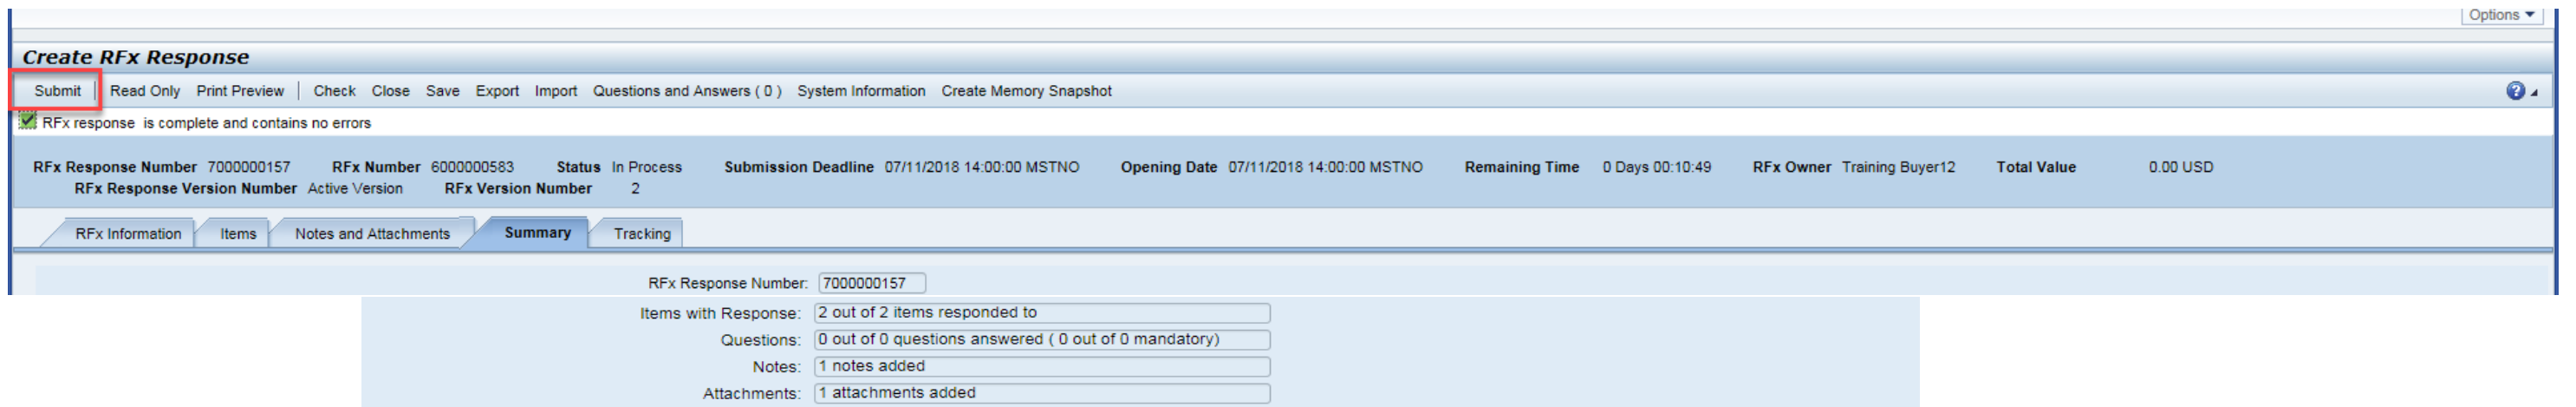 Options
Create RFx Response
Submit Read Only Print Preview Check Close Save Export Import Questions and Answers ( 0 ) System Information Create Memory Snapshot ?
RFx response is complete and contains no errors
RFx Response Number 7000000157 RFx Number 6000000583 Status In Process Submission Deadline 07/11/2018 14:00:00 MSTNO Opening Date 07/11/2018 14:00:00 MSTNO Remaining Time 0 Days 00:10:49 RFx Owner Training Buyer12 Total Value 0.00 USD
RFx Response Version Number Active Version RFx Version Number 2
RFx Information Items Notes and Attachments Summary Tracking
RFx Response Number: 7000000157
Items with Response: 2 out of 2 items responded to
Questions: 0 out of 0 questions answered ( 0 out of 0 mandatory)
Notes: 1 notes added
Attachments: 1 attachments added